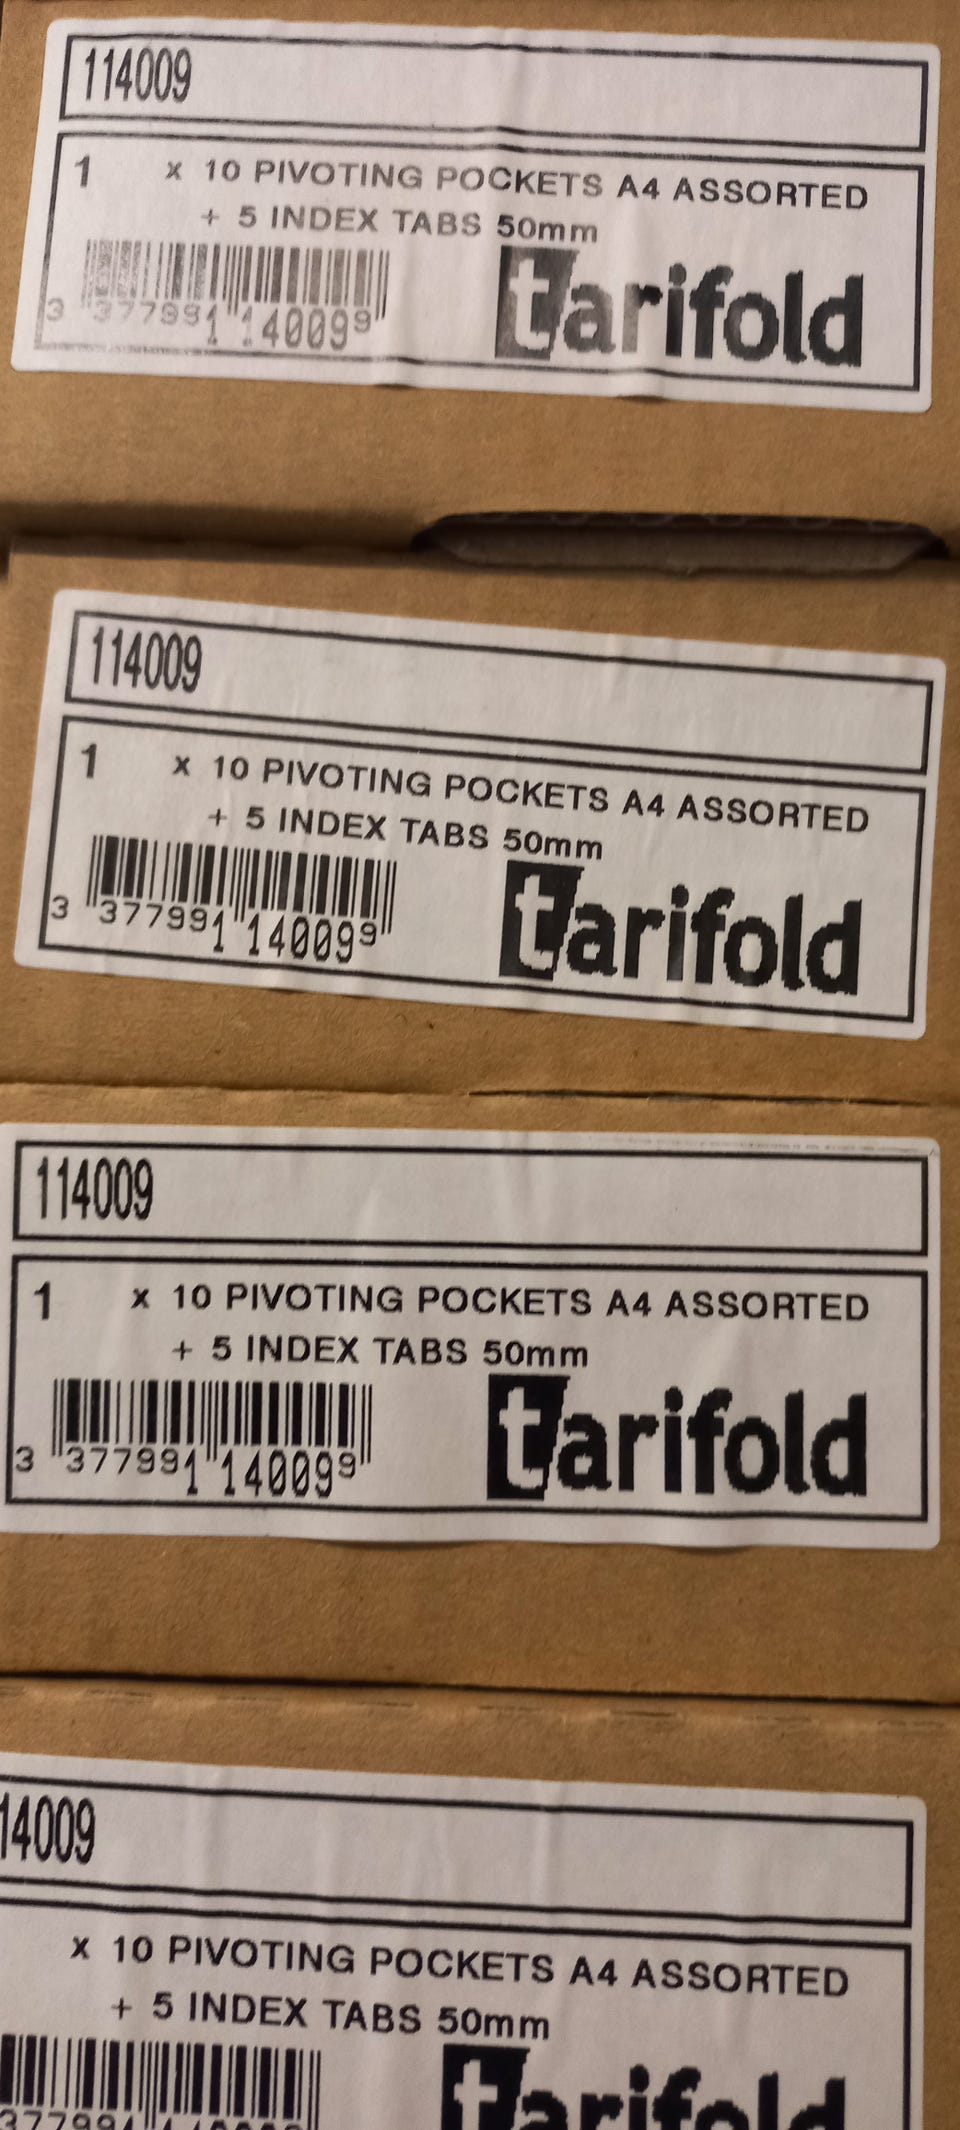 114009
1 x 10 PIVOTING POCKETS A4 ASSORTED
+ 5 INDEX TABS 50mm
3 377991 140099
tarifold
114009
1 x 10 PIVOTING POCKETS A4 ASSORTED
+ 5 INDEX TABS 50mm
3 377991 140099
tarifold
114009
1 x 10 PIVOTING POCKETS A4 ASSORTED
+ 5 INDEX TABS 50mm
3 377991 140099
tarifold
14009
x 10 PIVOTING POCKETS A4 ASSORTED
+ 5 INDEX TABS 50mm
tarifold